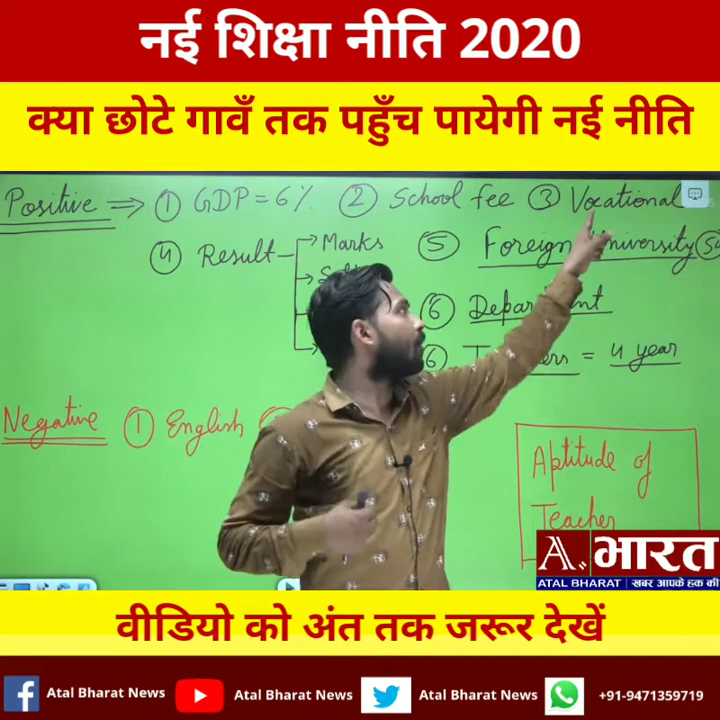 नई शिक्षा नीति 2020
क्या छोटे गावँ तक पहुँच पायेगी नई नीति
Positive ⇒ ① GDP = 6% ② School fee ③ Vocational
④ Result → Marks ⑤ Foreign University
⑥ Department
⑥ = 4 year
Negative ① English
Aptitude of
Teacher
A. भारत
ATAL BHARAT | खबर आपके हक की
वीडियो को अंत तक जरूर देखें
Atal Bharat News Atal Bharat News Atal Bharat News +91-9471359719